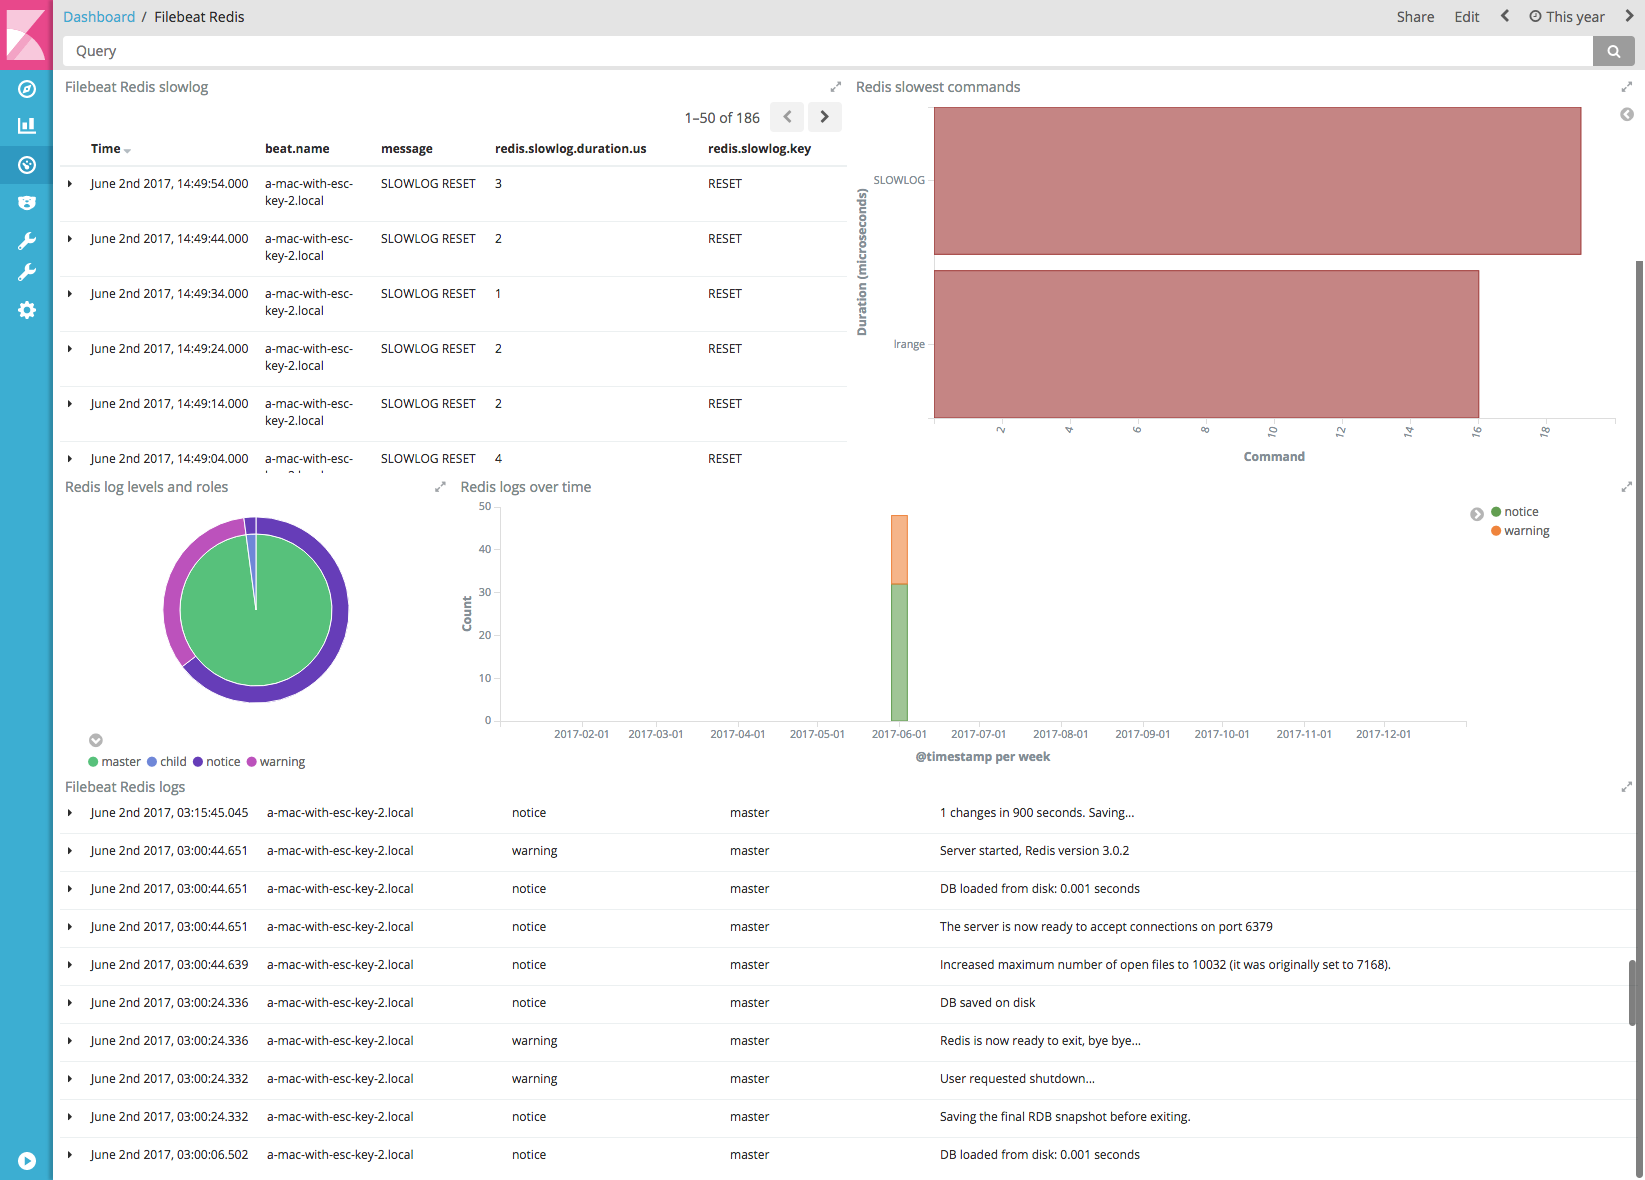 Dashboard / Filebeat Redis
Share Edit This year
Query
Filebeat Redis slowlog
1–50 of 186
Time beat.name message redis.slowlog.duration.us redis.slowlog.key
June 2nd 2017, 14:49:54.000 a-mac-with-esc- SLOWLOG RESET 3 RESET
key-2.local
June 2nd 2017, 14:49:44.000 a-mac-with-esc- SLOWLOG RESET 2 RESET
key-2.local
June 2nd 2017, 14:49:34.000 a-mac-with-esc- SLOWLOG RESET 1 RESET
key-2.local
June 2nd 2017, 14:49:24.000 a-mac-with-esc- SLOWLOG RESET 2 RESET
key-2.local
June 2nd 2017, 14:49:14.000 a-mac-with-esc- SLOWLOG RESET 2 RESET
key-2.local
June 2nd 2017, 14:49:04.000 a-mac-with-esc- SLOWLOG RESET 4 RESET
Redis slowest commands
Duration (microseconds)
SLOWLOG
lrange
2 4 6 8 10 12 14 16 18
Command
Redis log levels and roles
master child notice warning
Redis logs over time
Count
50
40
30
20
10
0
2017-02-01 2017-03-01 2017-04-01 2017-05-01 2017-06-01 2017-07-01 2017-08-01 2017-09-01 2017-10-01 2017-11-01 2017-12-01
@timestamp per week
notice
warning
Filebeat Redis logs
June 2nd 2017, 03:15:45.045 a-mac-with-esc-key-2.local notice master 1 changes in 900 seconds. Saving...
June 2nd 2017, 03:00:44.651 a-mac-with-esc-key-2.local warning master Server started, Redis version 3.0.2
June 2nd 2017, 03:00:44.651 a-mac-with-esc-key-2.local notice master DB loaded from disk: 0.001 seconds
June 2nd 2017, 03:00:44.651 a-mac-with-esc-key-2.local notice master The server is now ready to accept connections on port 6379
June 2nd 2017, 03:00:44.639 a-mac-with-esc-key-2.local notice master Increased maximum number of open files to 10032 (it was originally set to 7168).
June 2nd 2017, 03:00:24.336 a-mac-with-esc-key-2.local notice master DB saved on disk
June 2nd 2017, 03:00:24.336 a-mac-with-esc-key-2.local warning master Redis is now ready to exit, bye bye...
June 2nd 2017, 03:00:24.332 a-mac-with-esc-key-2.local warning master User requested shutdown...
June 2nd 2017, 03:00:24.332 a-mac-with-esc-key-2.local notice master Saving the final RDB snapshot before exiting.
June 2nd 2017, 03:00:06.502 a-mac-with-esc-key-2.local notice master DB loaded from disk: 0.001 seconds